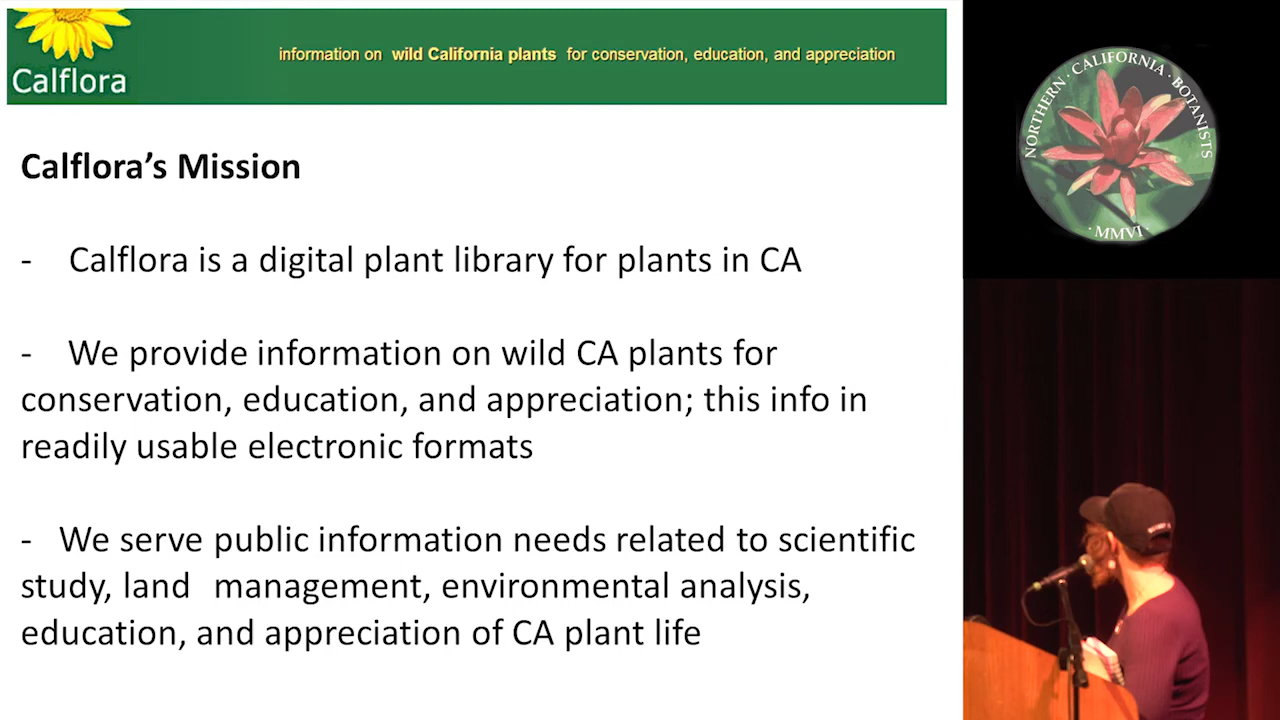 Calflora
information on wild California plants for conservation, education, and appreciation
Calflora's Mission
- Calflora is a digital plant library for plants in CA
- We provide information on wild CA plants for
conservation, education, and appreciation; this info in
readily usable electronic formats
- We serve public information needs related to scientific
study, land management, environmental analysis,
education, and appreciation of CA plant life
NORTHERN · CALIFORNIA · BOTANISTS
· MMVI ·